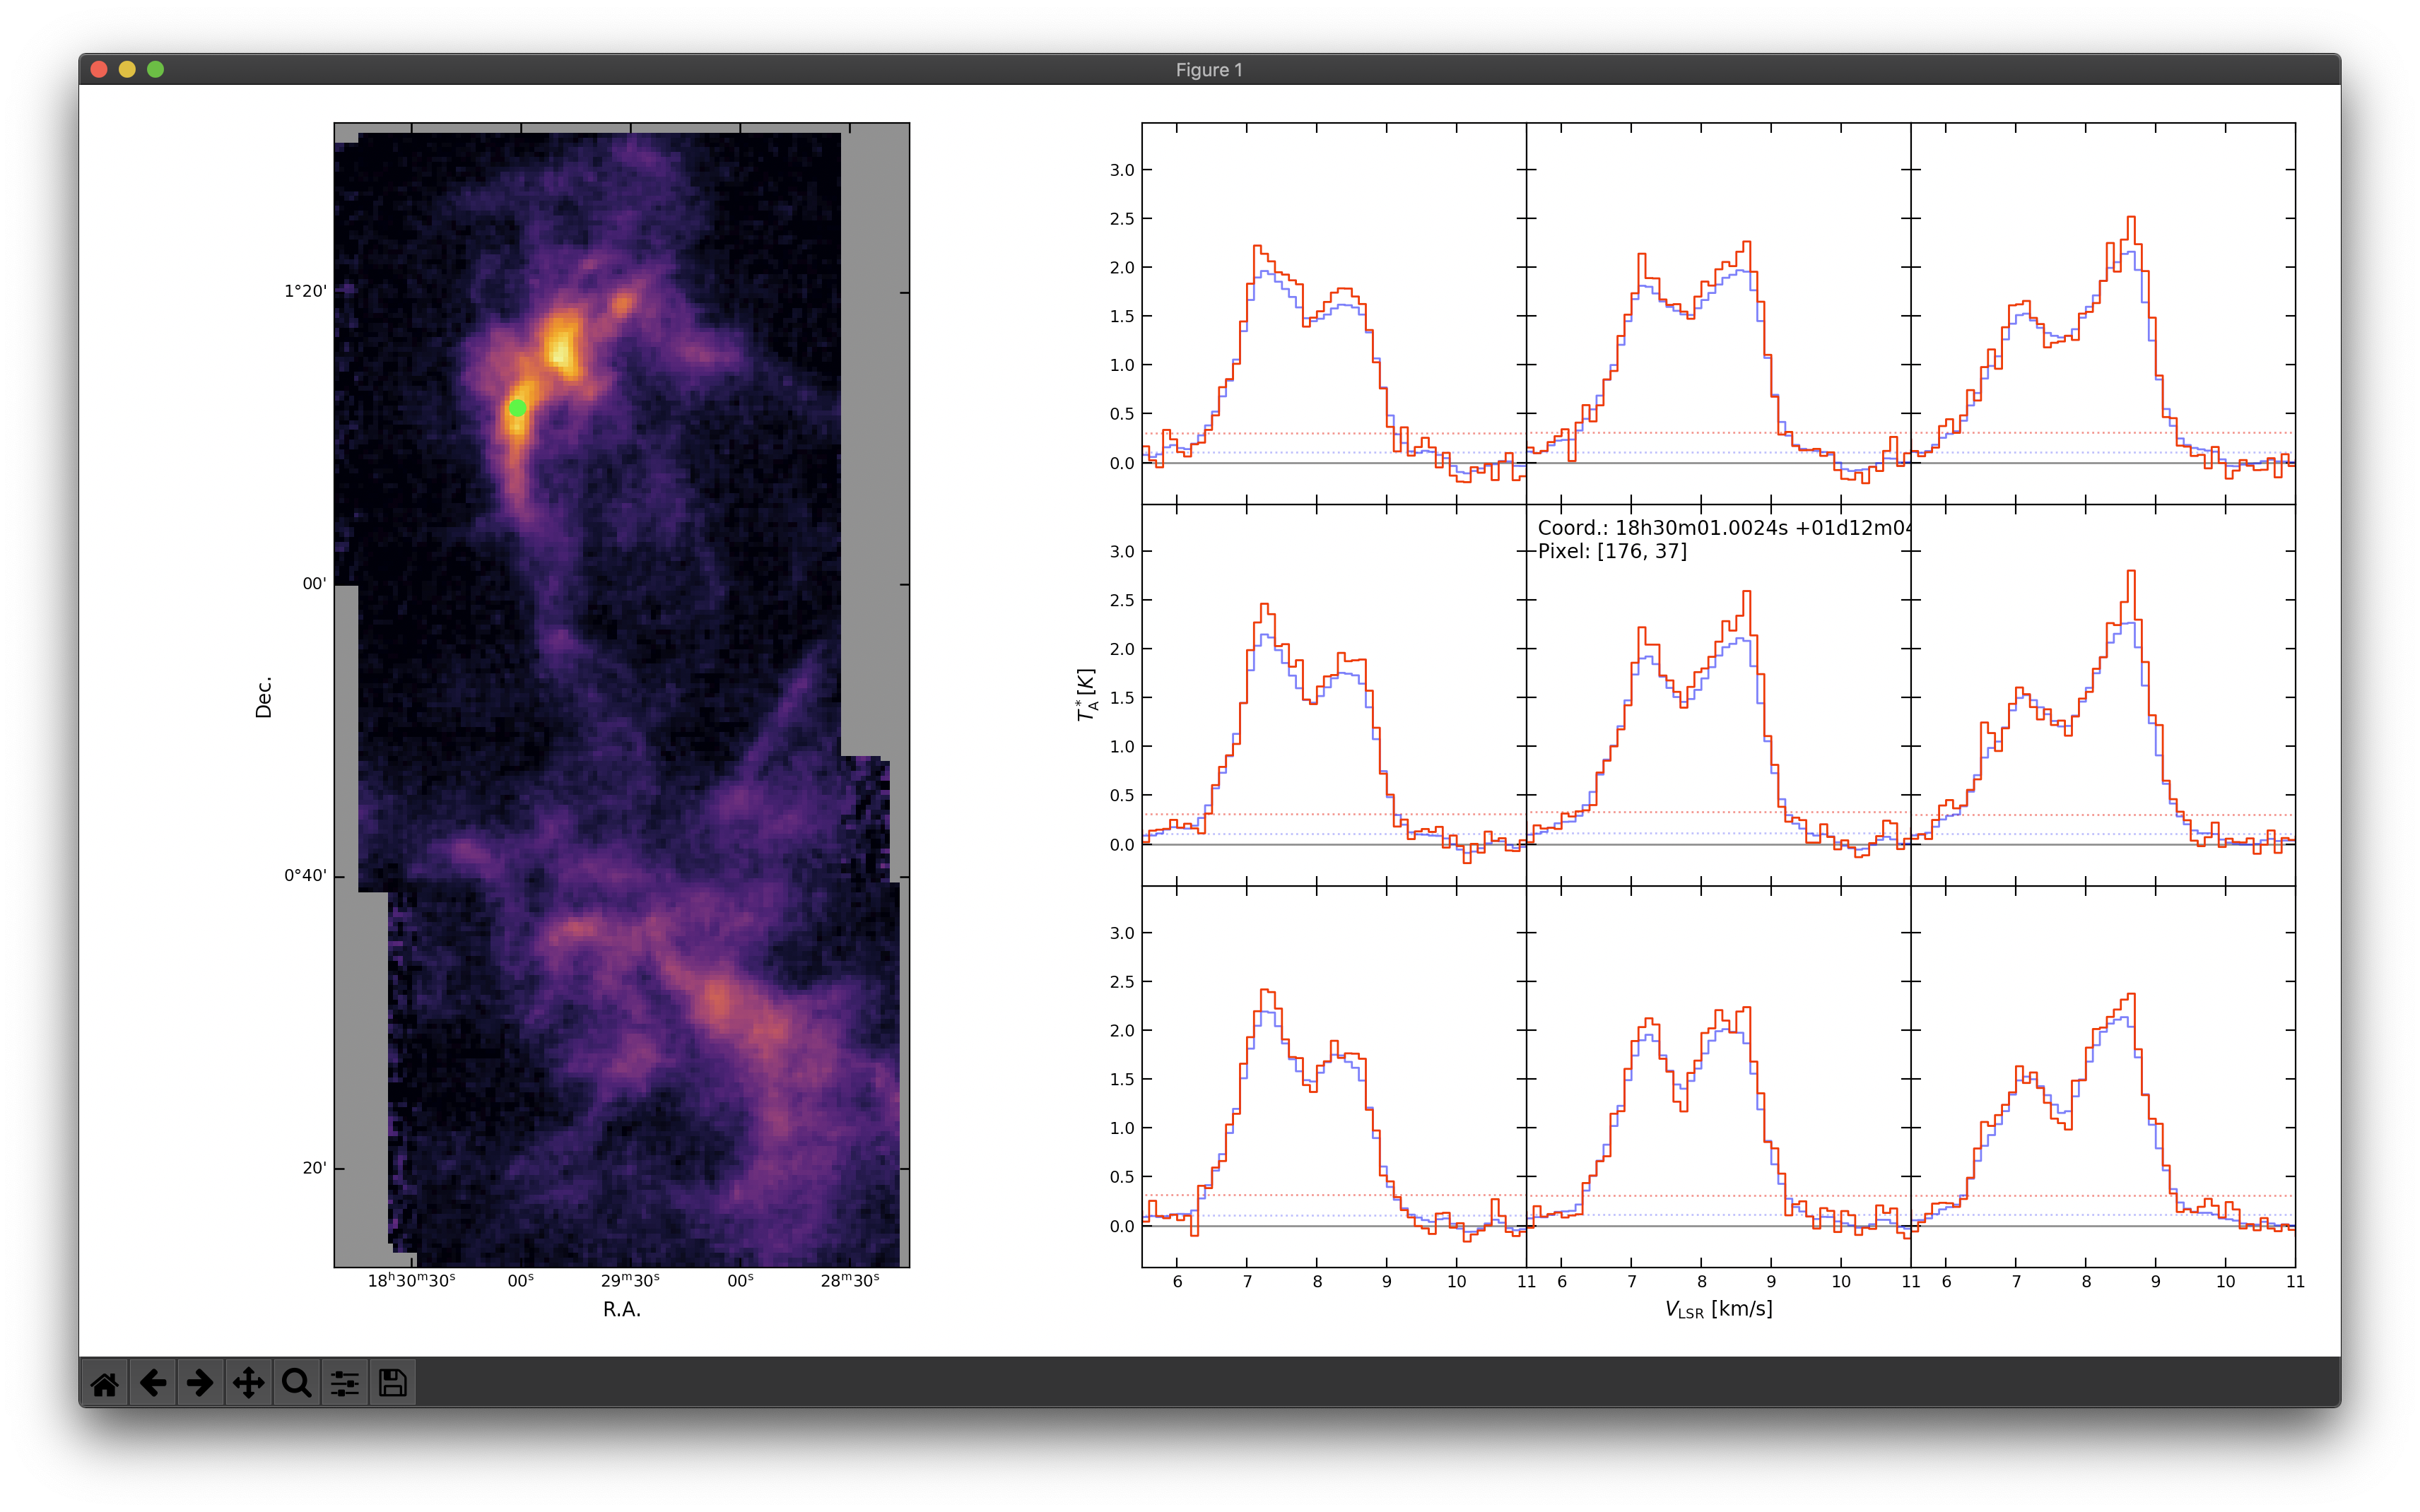 Figure 1
1°20'
00'
0°40'
20'
Dec.
18ʰ30ᵐ30ˢ 00ˢ 29ᵐ30ˢ 00ˢ 28ᵐ30ˢ
R.A.
3.0
2.5
2.0
1.5
1.0
0.5
0.0
Coord.: 18h30m01.0024s +01d12m04
Pixel: [176, 37]
3.0
2.5
2.0
1.5
1.0
0.5
0.0
T*A [K]
3.0
2.5
2.0
1.5
1.0
0.5
0.0
6 7 8 9 10 11 6 7 8 9 10 11 6 7 8 9 10 11
VLSR [km/s]